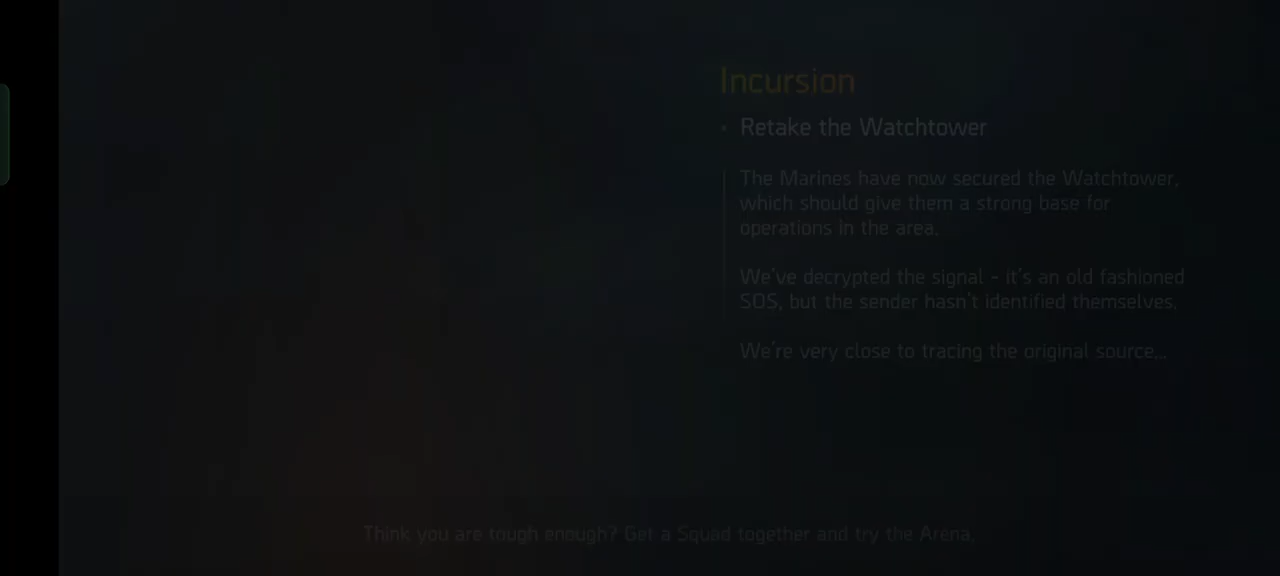 Incursion
Retake the Watchtower
The Marines have now secured the Watchtower,
which should give them a strong base for
operations in the area.
We've decrypted the signal - it's an old fashioned
SOS, but the sender hasn't identified themselves.
We're very close to tracing the original source...
Think you are tough enough? Get a Squad together and try the Arena.